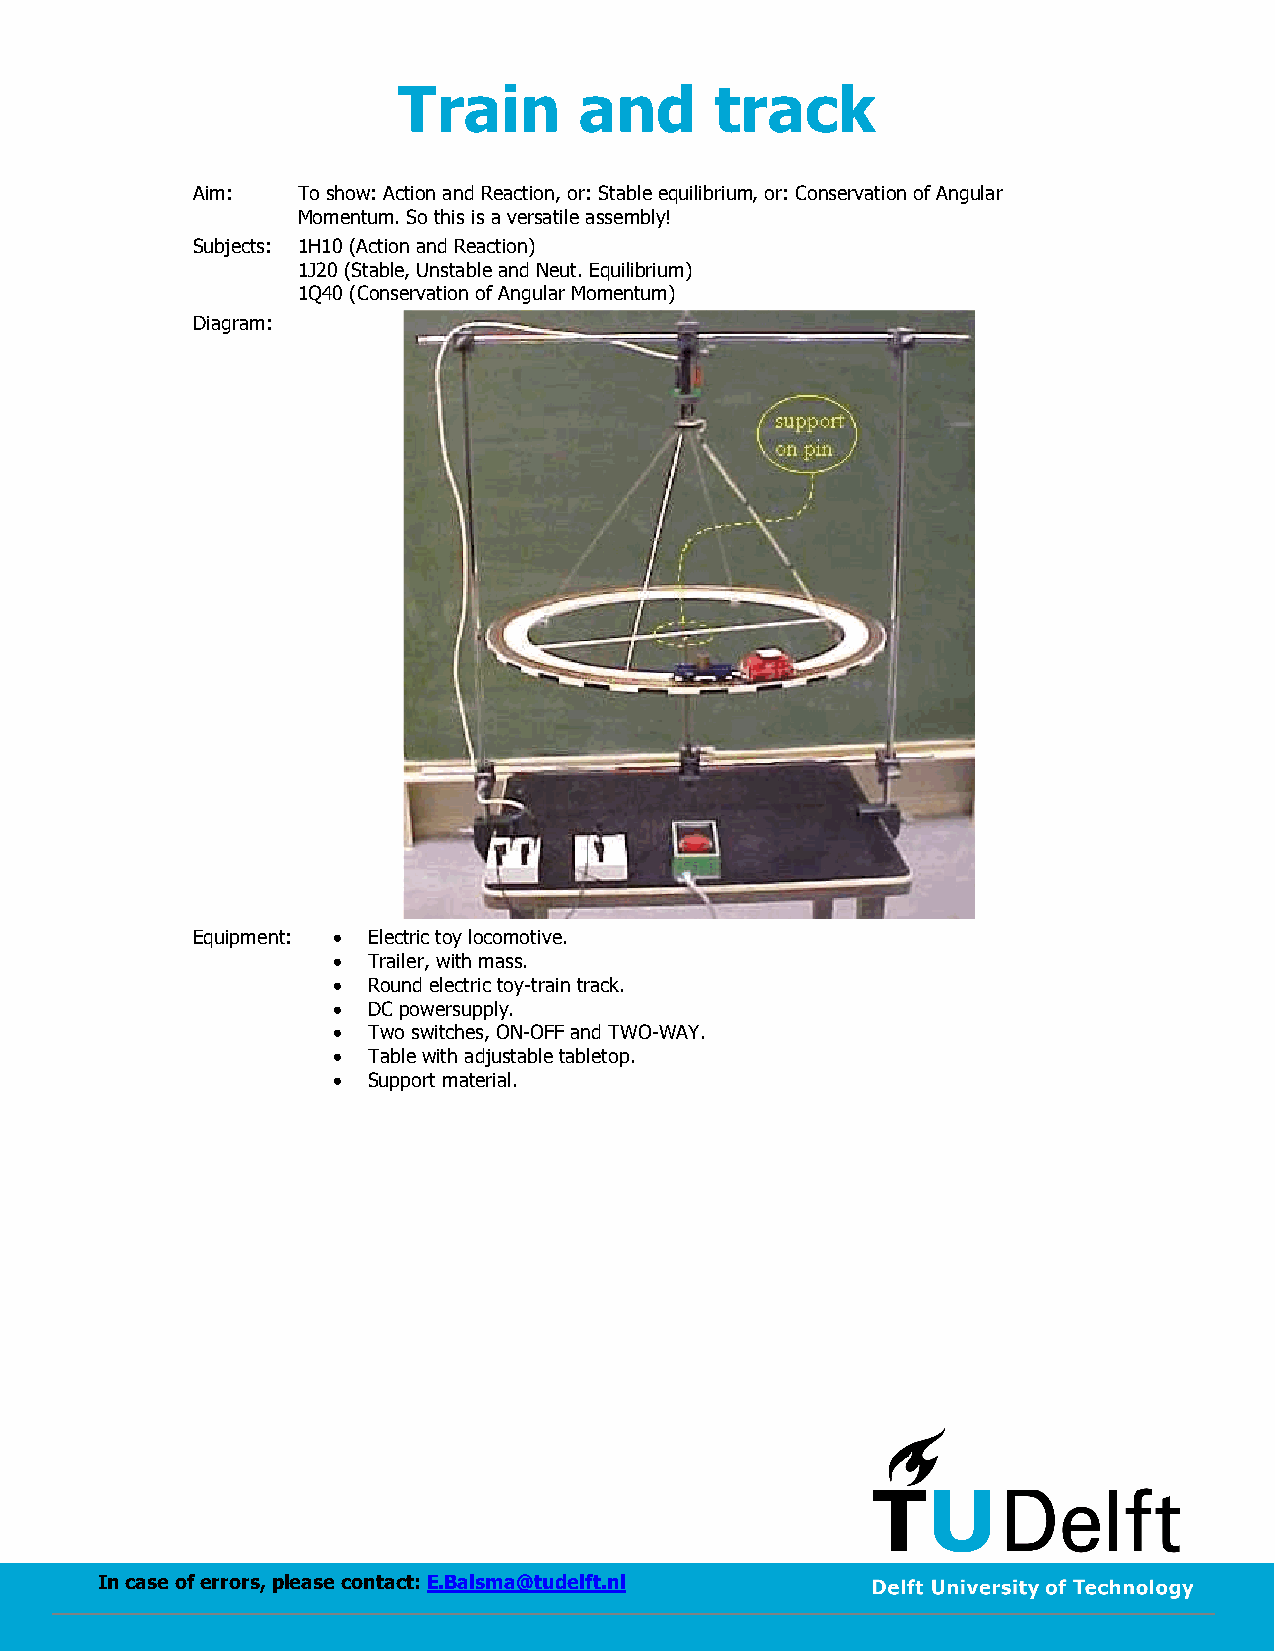 Train and track
Aim: To show: Action and Reaction, or: Stable equilibrium, or: Conservation of Angular
Momentum. So this is a versatile assembly!
Subjects: 1H10 (Action and Reaction)
1J20 (Stable, Unstable and Neut. Equilibrium)
1Q40 (Conservation of Angular Momentum)
Diagram:
support
on pin
Equipment: • Electric toy locomotive.
• Trailer, with mass.
• Round electric toy-train track.
• DC powersupply.
• Two switches, ON-OFF and TWO-WAY.
• Table with adjustable tabletop.
• Support material.
TUDelft
In case of errors, please contact: E.Balsma@tudelft.nl
Delft University of Technology